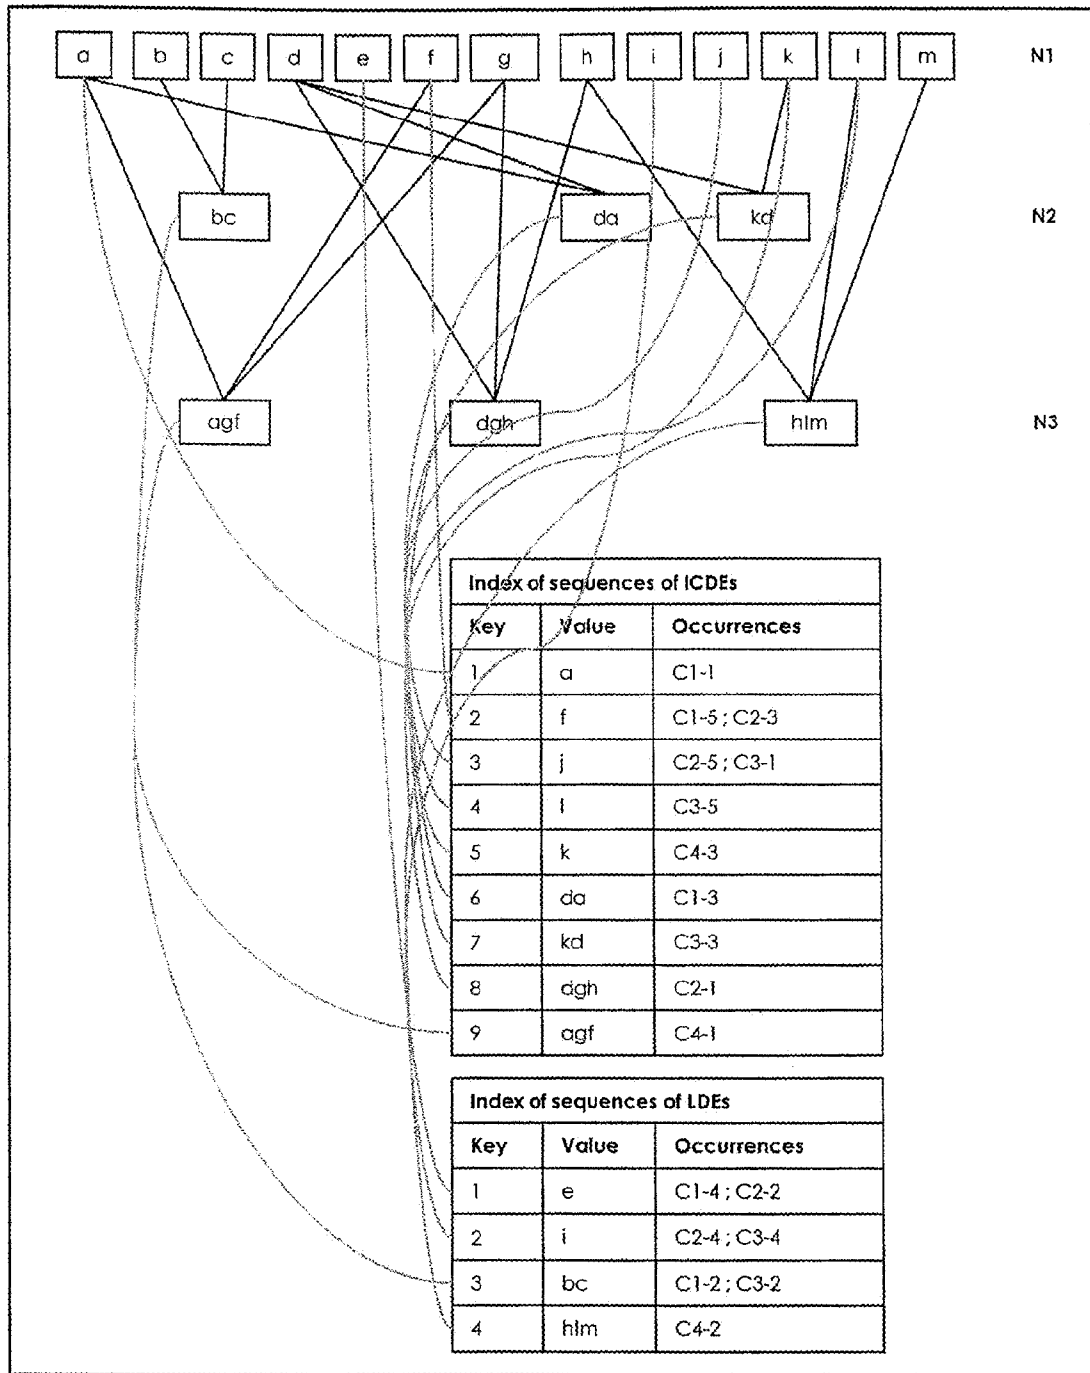 a b c d e f g h i j k l m N1
bc da kd N2
agf dgh hlm N3
Index of sequences of ICDEs
Key Value Occurrences
1 a C1-1
2 f C1-5 ; C2-3
3 j C2-5 ; C3-1
4 l C3-5
5 k C4-3
6 da C1-3
7 kd C3-3
8 dgh C2-1
9 agf C4-1
Index of sequences of LDEs
Key Value Occurrences
1 e C1-4 ; C2-2
2 i C2-4 ; C3-4
3 bc C1-2 ; C3-2
4 hlm C4-2